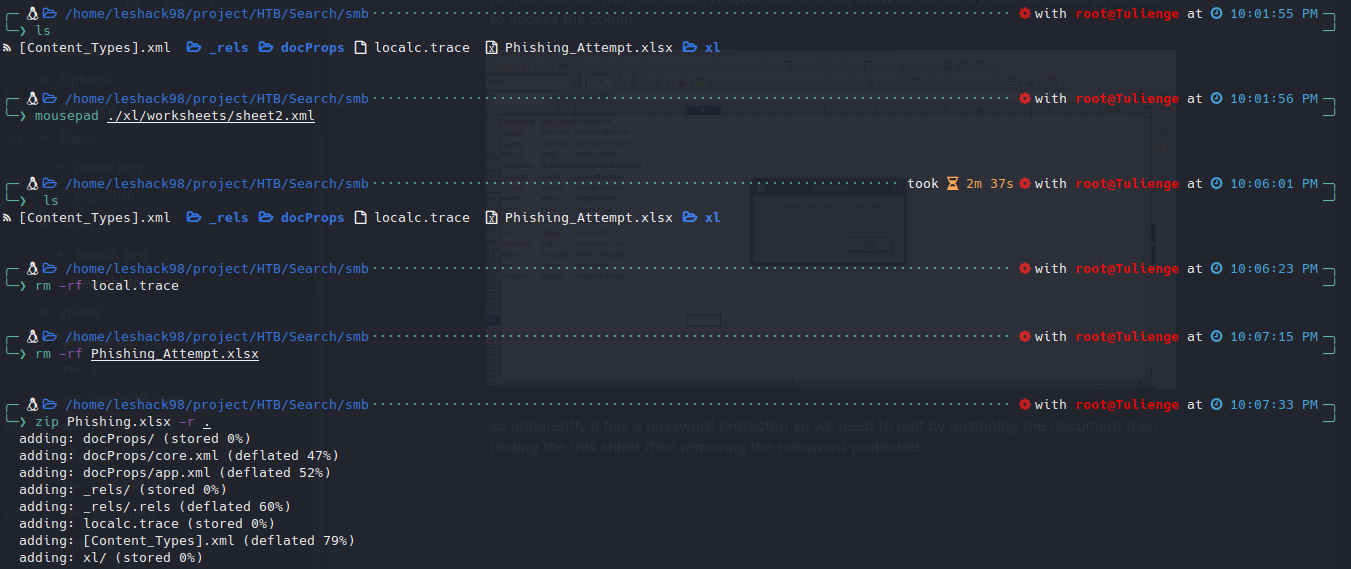 /home/leshack98/project/HTB/Search/smb with root@Tulienge at 10:01:55 PM
❯ ls
[Content_Types].xml _rels docProps localc.trace Phishing_Attempt.xlsx xl
/home/leshack98/project/HTB/Search/smb with root@Tulienge at 10:01:56 PM
❯ mousepad ./xl/worksheets/sheet2.xml
/home/leshack98/project/HTB/Search/smb took 2m 37s with root@Tulienge at 10:06:01 PM
❯ ls
[Content_Types].xml _rels docProps localc.trace Phishing_Attempt.xlsx xl
/home/leshack98/project/HTB/Search/smb with root@Tulienge at 10:06:23 PM
❯ rm -rf local.trace
/home/leshack98/project/HTB/Search/smb with root@Tulienge at 10:07:15 PM
❯ rm -rf Phishing_Attempt.xlsx
/home/leshack98/project/HTB/Search/smb with root@Tulienge at 10:07:33 PM
❯ zip Phishing.xlsx -r .
adding: docProps/ (stored 0%)
so apparently it has a password protected so we need to edit by unzipping the document then
adding: docProps/core.xml (deflated 47%)
finding the this shhet then removing the password protected
adding: docProps/app.xml (deflated 52%)
adding: _rels/ (stored 0%)
adding: _rels/.rels (deflated 60%)
adding: localc.trace (stored 0%)
adding: [Content_Types].xml (deflated 79%)
adding: xl/ (stored 0%)